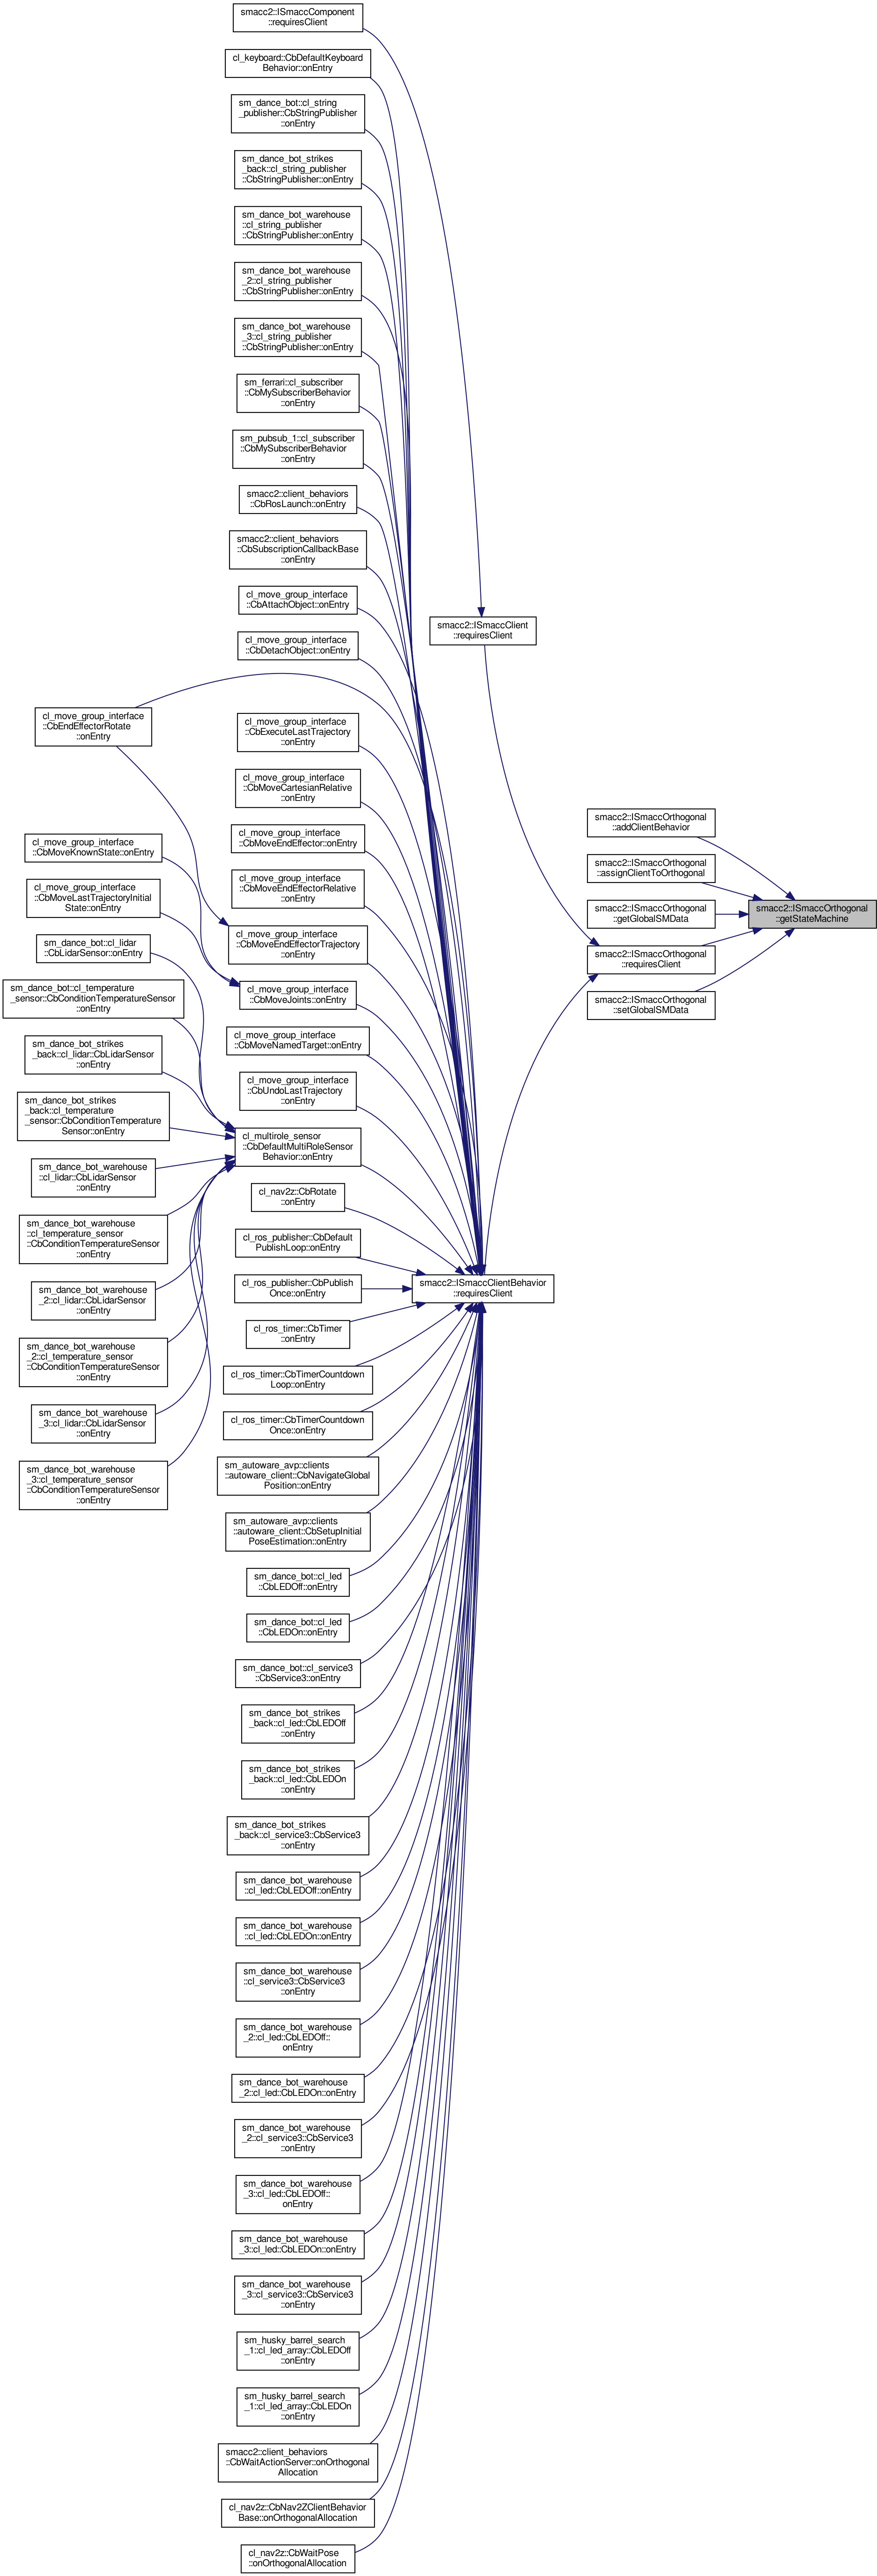 smacc2::ISmaccComponent
::requiresClient
cl_keyboard::CbDefaultKeyboard
Behavior::onEntry
sm_dance_bot::cl_string
_publisher::CbStringPublisher
::onEntry
sm_dance_bot_strikes
_back::cl_string_publisher
::CbStringPublisher::onEntry
sm_dance_bot_warehouse
::cl_string_publisher
::CbStringPublisher::onEntry
sm_dance_bot_warehouse
_2::cl_string_publisher
::CbStringPublisher::onEntry
sm_dance_bot_warehouse
_3::cl_string_publisher
::CbStringPublisher::onEntry
sm_ferrari::cl_subscriber
::CbMySubscriberBehavior
::onEntry
sm_pubsub_1::cl_subscriber
::CbMySubscriberBehavior
::onEntry
smacc2::client_behaviors
::CbRosLaunch::onEntry
smacc2::client_behaviors
::CbSubscriptionCallbackBase
::onEntry
cl_move_group_interface
::CbAttachObject::onEntry
smacc2::ISmaccClient
::requiresClient
cl_move_group_interface
::CbDetachObject::onEntry
cl_move_group_interface
::CbEndEffectorRotate
::onEntry
cl_move_group_interface
::CbExecuteLastTrajectory
::onEntry
cl_move_group_interface
::CbMoveCartesianRelative
::onEntry
smacc2::ISmaccOrthogonal
::addClientBehavior
cl_move_group_interface
::CbMoveEndEffector::onEntry
cl_move_group_interface
::CbMoveKnownState::onEntry
smacc2::ISmaccOrthogonal
::assignClientToOrthogonal
cl_move_group_interface
::CbMoveEndEffectorRelative
::onEntry
cl_move_group_interface
::CbMoveLastTrajectoryInitial
State::onEntry
smacc2::ISmaccOrthogonal
::getGlobalSMData
smacc2::ISmaccOrthogonal
::getStateMachine
cl_move_group_interface
::CbMoveEndEffectorTrajectory
::onEntry
sm_dance_bot::cl_lidar
::CbLidarSensor::onEntry
smacc2::ISmaccOrthogonal
::requiresClient
cl_move_group_interface
::CbMoveJoints::onEntry
sm_dance_bot::cl_temperature
_sensor::CbConditionTemperatureSensor
::onEntry
smacc2::ISmaccOrthogonal
::setGlobalSMData
cl_move_group_interface
::CbMoveNamedTarget::onEntry
sm_dance_bot_strikes
_back::cl_lidar::CbLidarSensor
::onEntry
cl_move_group_interface
::CbUndoLastTrajectory
::onEntry
sm_dance_bot_strikes
_back::cl_temperature
_sensor::CbConditionTemperature
Sensor::onEntry
cl_multirole_sensor
::CbDefaultMultiRoleSensor
Behavior::onEntry
sm_dance_bot_warehouse
::cl_lidar::CbLidarSensor
::onEntry
cl_nav2z::CbRotate
::onEntry
sm_dance_bot_warehouse
::cl_temperature_sensor
::CbConditionTemperatureSensor
::onEntry
cl_ros_publisher::CbDefault
PublishLoop::onEntry
sm_dance_bot_warehouse
_2::cl_lidar::CbLidarSensor
::onEntry
cl_ros_publisher::CbPublish
Once::onEntry
smacc2::ISmaccClientBehavior
::requiresClient
cl_ros_timer::CbTimer
::onEntry
sm_dance_bot_warehouse
_2::cl_temperature_sensor
::CbConditionTemperatureSensor
::onEntry
cl_ros_timer::CbTimerCountdown
Loop::onEntry
sm_dance_bot_warehouse
_3::cl_lidar::CbLidarSensor
::onEntry
cl_ros_timer::CbTimerCountdown
Once::onEntry
sm_dance_bot_warehouse
_3::cl_temperature_sensor
::CbConditionTemperatureSensor
::onEntry
sm_autoware_avp::clients
::autoware_client::CbNavigateGlobal
Position::onEntry
sm_autoware_avp::clients
::autoware_client::CbSetupInitial
PoseEstimation::onEntry
sm_dance_bot::cl_led
::CbLEDOff::onEntry
sm_dance_bot::cl_led
::CbLEDOn::onEntry
sm_dance_bot::cl_service3
::CbService3::onEntry
sm_dance_bot_strikes
_back::cl_led::CbLEDOff
::onEntry
sm_dance_bot_strikes
_back::cl_led::CbLEDOn
::onEntry
sm_dance_bot_strikes
_back::cl_service3::CbService3
::onEntry
sm_dance_bot_warehouse
::cl_led::CbLEDOff::onEntry
sm_dance_bot_warehouse
::cl_led::CbLEDOn::onEntry
sm_dance_bot_warehouse
::cl_service3::CbService3
::onEntry
sm_dance_bot_warehouse
_2::cl_led::CbLEDOff::
onEntry
sm_dance_bot_warehouse
_2::cl_led::CbLEDOn::onEntry
sm_dance_bot_warehouse
_2::cl_service3::CbService3
::onEntry
sm_dance_bot_warehouse
_3::cl_led::CbLEDOff::
onEntry
sm_dance_bot_warehouse
_3::cl_led::CbLEDOn::onEntry
sm_dance_bot_warehouse
_3::cl_service3::CbService3
::onEntry
sm_husky_barrel_search
_1::cl_led_array::CbLEDOff
::onEntry
sm_husky_barrel_search
_1::cl_led_array::CbLEDOn
::onEntry
smacc2::client_behaviors
::CbWaitActionServer::onOrthogonal
Allocation
cl_nav2z::CbNav2ZClientBehavior
Base::onOrthogonalAllocation
cl_nav2z::CbWaitPose
::onOrthogonalAllocation